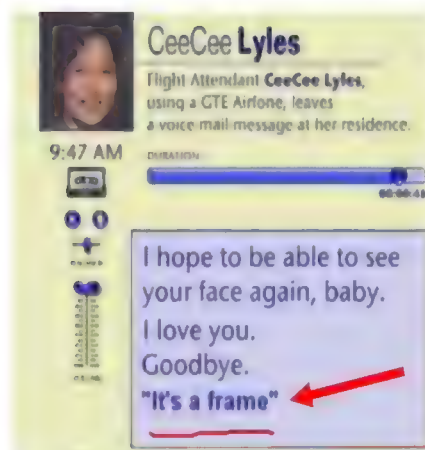 CeeCee Lyles
Flight Attendant CeeCee Lyles,
using a GTE Airfone, leaves
a voice mail message at her residence.
9:47 AM
DURATION
I hope to be able to see
your face again, baby.
I love you.
Goodbye.
"It's a frame"